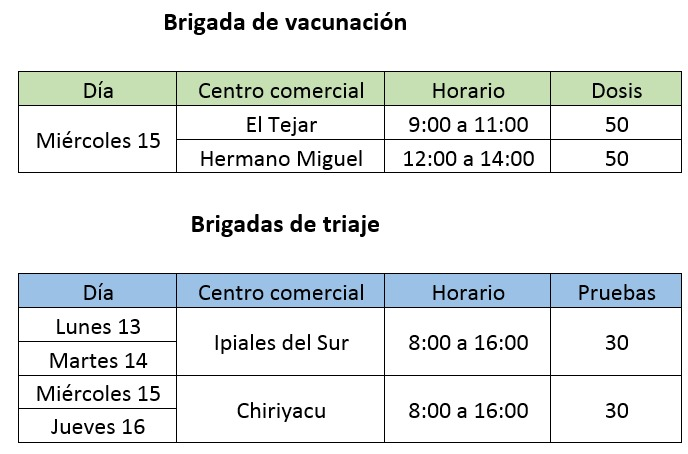 Brigada de vacunación
Día Centro comercial Horario Dosis
Miércoles 15 El Tejar 9:00 a 11:00 50
Hermano Miguel 12:00 a 14:00 50
Brigadas de triaje
Día Centro comercial Horario Pruebas
Lunes 13 Ipiales del Sur 8:00 a 16:00 30
Martes 14
Miércoles 15 Chiriyacu 8:00 a 16:00 30
Jueves 16